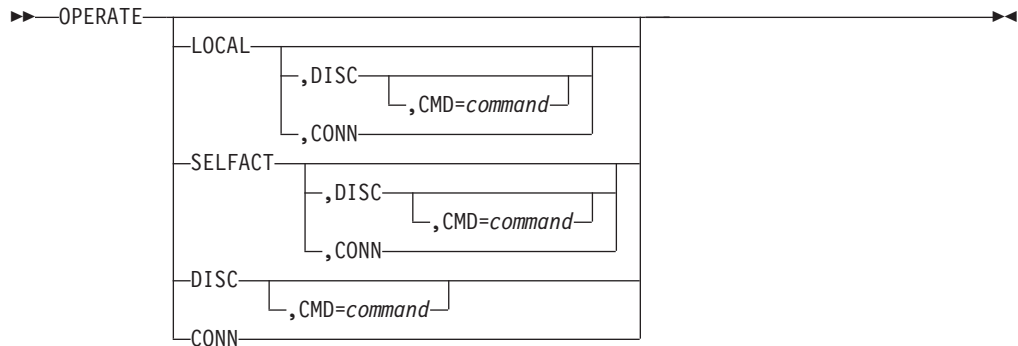 OPERATE
LOCAL
,DISC
,CMD=command
,CONN
SELFACT
,DISC
,CMD=command
,CONN
DISC
,CMD=command
CONN